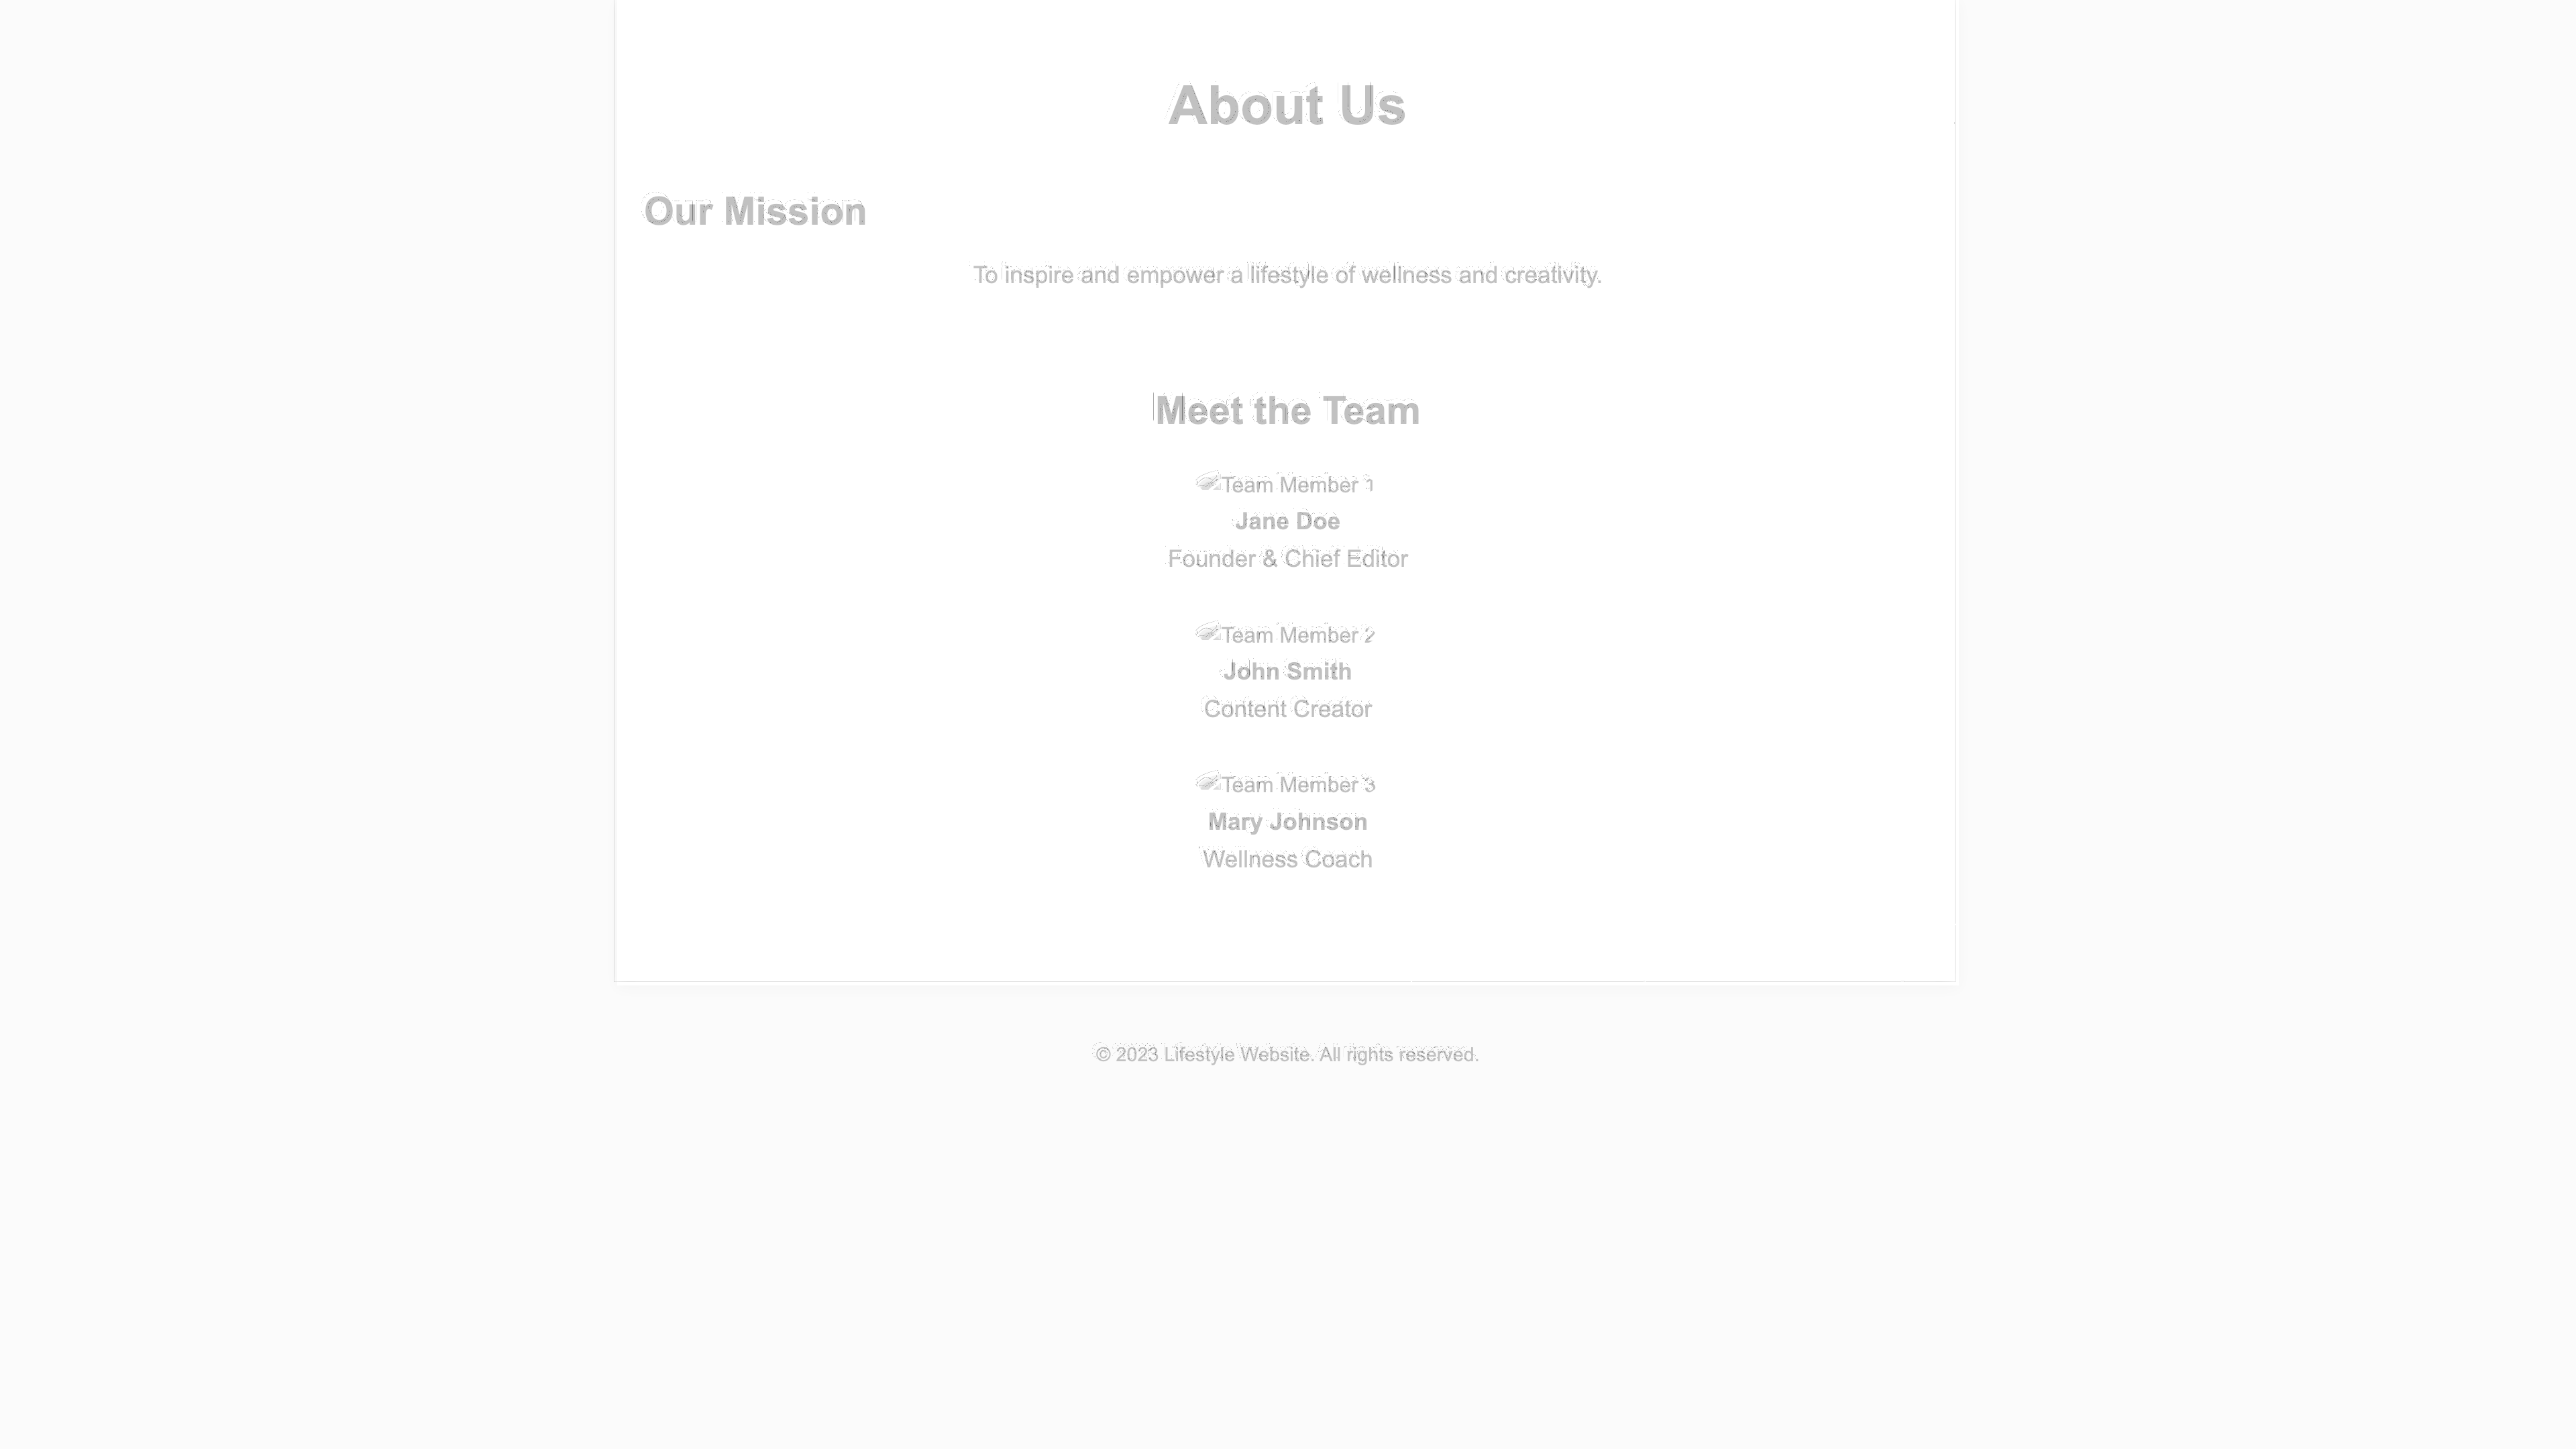 About Us
Our Mission
To inspire and empower a lifestyle of wellness and creativity.
Meet the Team
Team Member 1
Jane Doe
Founder & Chief Editor
Team Member 2
John Smith
Content Creator
Team Member 3
Mary Johnson
Wellness Coach
© 2023 Lifestyle Website. All rights reserved.